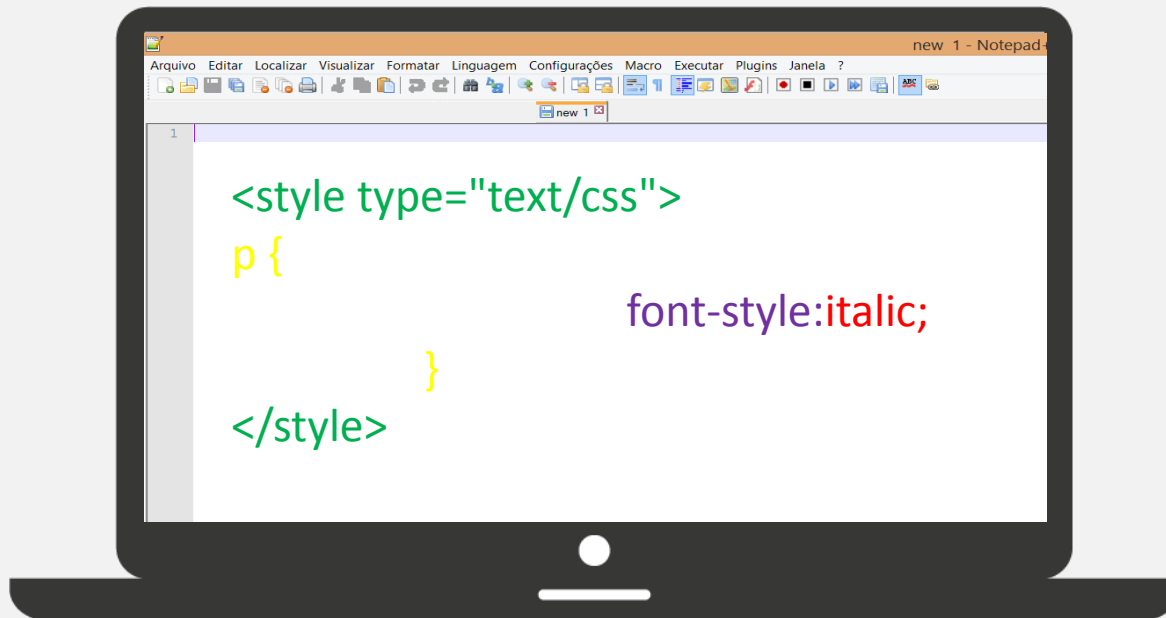 new 1 - Notepad+
Arquivo Editar Localizar Visualizar Formatar Linguagem Configurações Macro Executar Plugins Janela ?
ABC
new 1
1
<style type="text/css">
p {
font-style:italic;
}
</style>